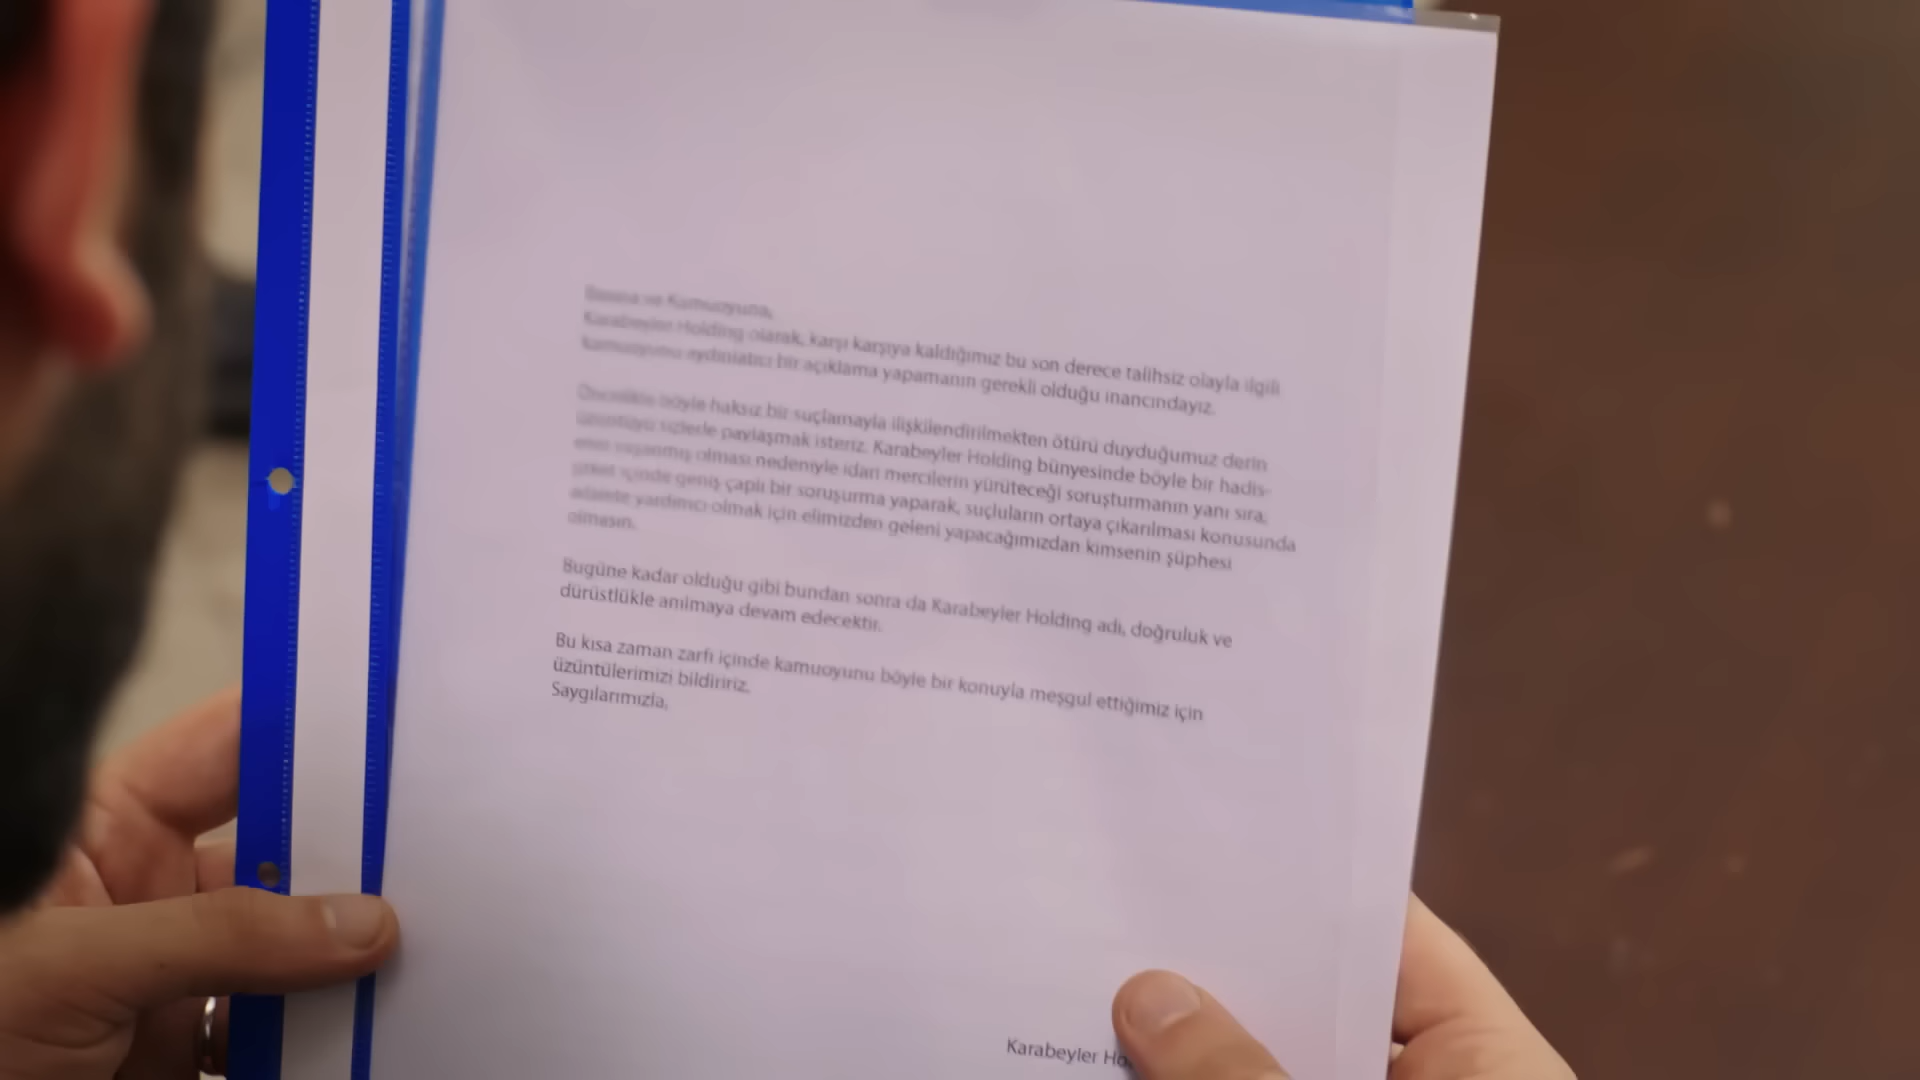 Basına ve Kamuoyuna,
Karabeyler Holding olarak, karşı karşıya kaldığımız bu son derece talihsiz olayla ilgili
kamuoyunu aydınlatıcı bir açıklama yapamanın gerekli olduğu inancındayız.
Öncelikle böyle haksız bir suçlamayla ilişkilendirilmekten ötürü duyduğumuz derin
üzüntüyü sizlerle paylaşmak isteriz. Karabeyler Holding bünyesinde böyle bir hadis-
enin yaşanmış olması nedeniyle idari mercilerin yürüteceği soruşturmanın yanı sıra,
şirket içinde geniş çaplı bir soruşurma yaparak, suçluların ortaya çıkarılması konusunda
adalete yardımcı olmak için elimizden geleni yapacağımızdan kimsenin şüphesi
olmasın.
Bugüne kadar olduğu gibi bundan sonra da Karabeyler Holding adı, doğruluk ve
dürüstlükle anılmaya devam edecektir.
Bu kısa zaman zarfı içinde kamuoyunu böyle bir konuyla meşgul ettiğimiz için
üzüntülerimizi bildiririz.
Saygılarımızla,
Karabeyler Ho